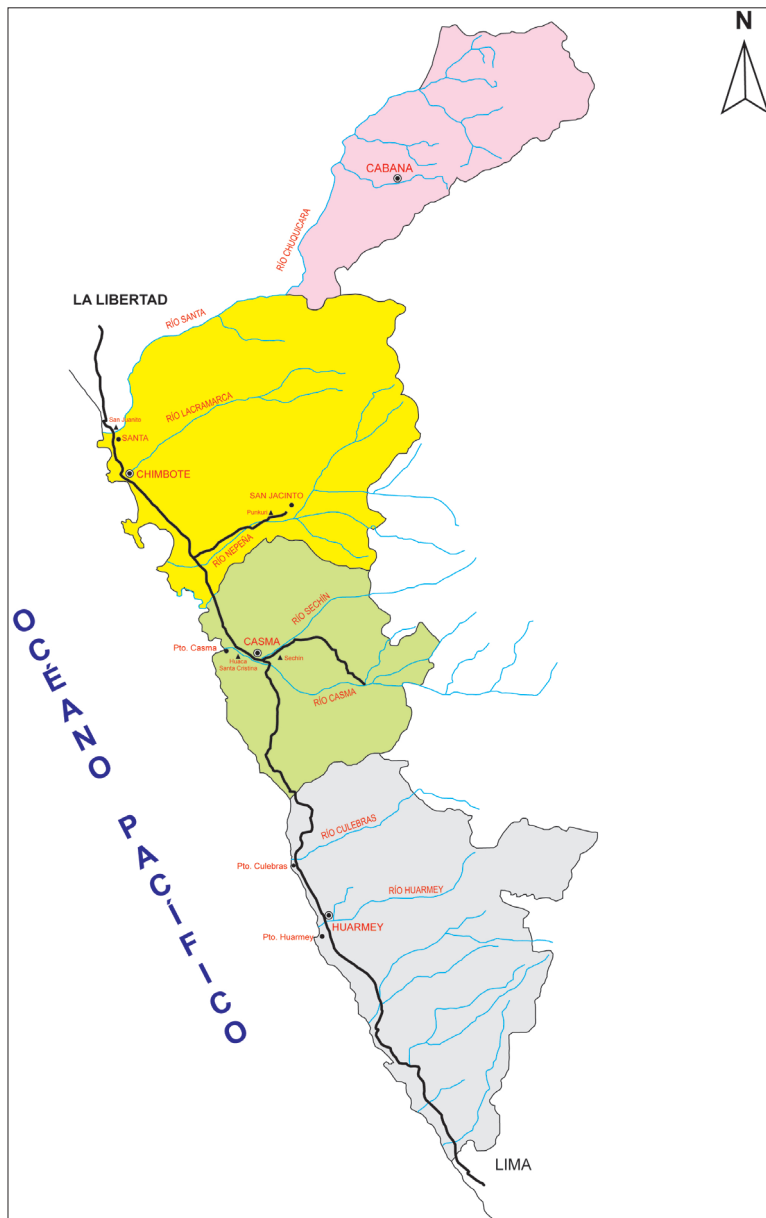 N
CABANA
RÍO CHUQUICARA
LA LIBERTAD
RÍO SANTA
RÍO LACRAMARCA
San Juanito
SANTA
CHIMBOTE
SAN JACINTO
Punkuri
RÍO NEPEÑA
RÍO SECHÍN
CASMA
Pto. Casma
Huaca
Santa Cristina
Sechín
RÍO CASMA
OCÉANO PACÍFICO
RÍO CULEBRAS
Pto. Culebras
RÍO HUARMEY
HUARMEY
Pto. Huarmey
LIMA